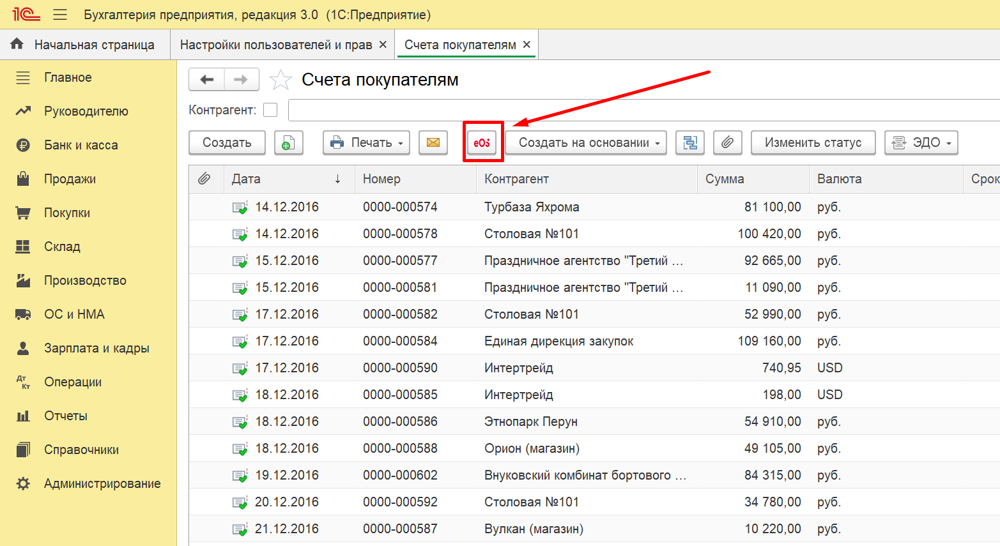 1С Бухгалтерия предприятия, редакция 3.0 (1С:Предприятие)
Начальная страница Настройки пользователей и прав × Счета покупателям ×
Главное
Руководителю
Банк и касса
Продажи
Покупки
Склад
Производство
ОС и НМА
Зарплата и кадры
Дт Кт Операции
Отчеты
Справочники
Администрирование
Счета покупателям
Контрагент:
Создать Печать Создать на основании Изменить статус ЭДО
Дата ↓ Номер Контрагент Сумма Валюта Срок
14.12.2016 0000-000574 Турбаза Яхрома 81 100,00 руб.
14.12.2016 0000-000578 Столовая №101 100 420,00 руб.
15.12.2016 0000-000577 Праздничное агентство "Третий ... 92 665,00 руб.
15.12.2016 0000-000581 Праздничное агентство "Третий ... 11 090,00 руб.
17.12.2016 0000-000582 Столовая №101 52 990,00 руб.
17.12.2016 0000-000584 Единая дирекция закупок 109 160,00 руб.
17.12.2016 0000-000590 Интертрейд 740,95 USD
18.12.2016 0000-000585 Интертрейд 198,00 USD
18.12.2016 0000-000586 Этнопарк Перун 54 910,00 руб.
18.12.2016 0000-000588 Орион (магазин) 49 105,00 руб.
19.12.2016 0000-000602 Внуковский комбинат бортового ... 84 315,00 руб.
20.12.2016 0000-000592 Столовая №101 34 780,00 руб.
21.12.2016 0000-000587 Вулкан (магазин) 10 220,00 руб.